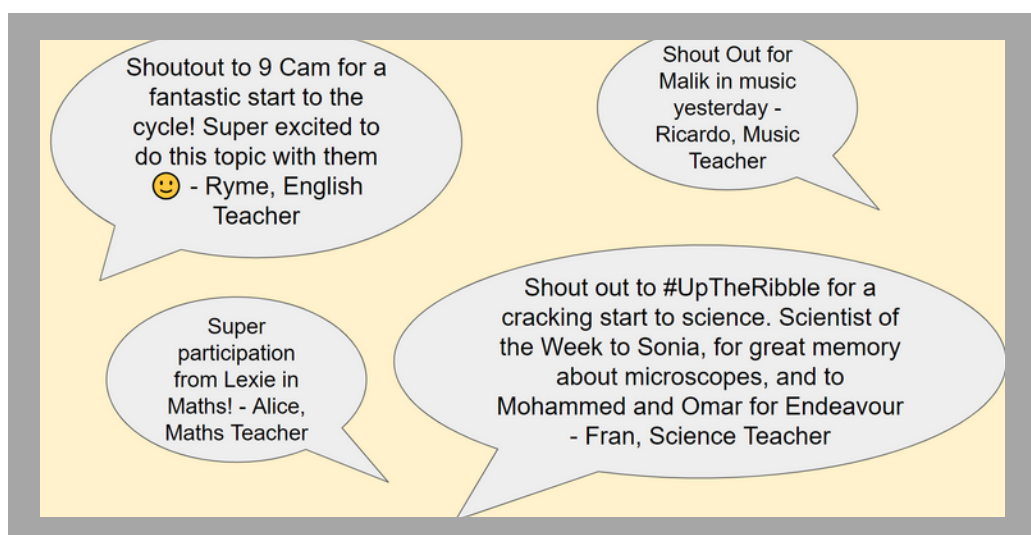 Shoutout to 9 Cam for a
fantastic start to the
cycle! Super excited to
do this topic with them
🙂 - Ryme, English
Teacher
Shout Out for
Malik in music
yesterday -
Ricardo, Music
Teacher
Super
participation
from Lexie in
Maths! - Alice,
Maths Teacher
Shout out to #UpTheRibble for a
cracking start to science. Scientist of
the Week to Sonia, for great memory
about microscopes, and to
Mohammed and Omar for Endeavour
- Fran, Science Teacher